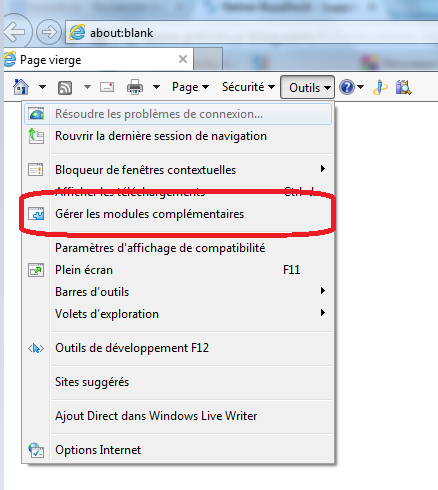 about:blank
Page vierge
Page Sécurité Outils
Résoudre les problèmes de connexion...
Rouvrir la dernière session de navigation
Bloqueur de fenêtres contextuelles
Afficher les téléchargements Ctrl+J
Gérer les modules complémentaires
Paramètres d'affichage de compatibilité
Plein écran F11
Barres d'outils
Volets d'exploration
Outils de développement F12
Sites suggérés
Ajout Direct dans Windows Live Writer
Options Internet